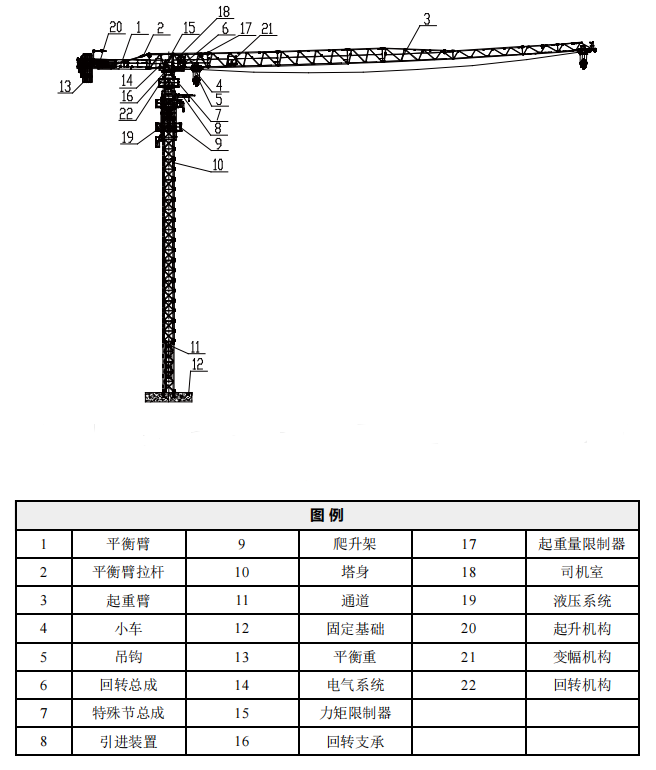 18
15
6
3
20
1
2
17
21
13
14
4
16
5
22
7
8
19
9
10
11
12
图 例
1 平衡臂 9 爬升架 17 起重量限制器
2 平衡臂拉杆 10 塔身 18 司机室
3 起重臂 11 通道 19 液压系统
4 小车 12 固定基础 20 起升机构
5 吊钩 13 平衡重 21 变幅机构
6 回转总成 14 电气系统 22 回转机构
7 特殊节总成 15 力矩限制器
8 引进装置 16 回转支承